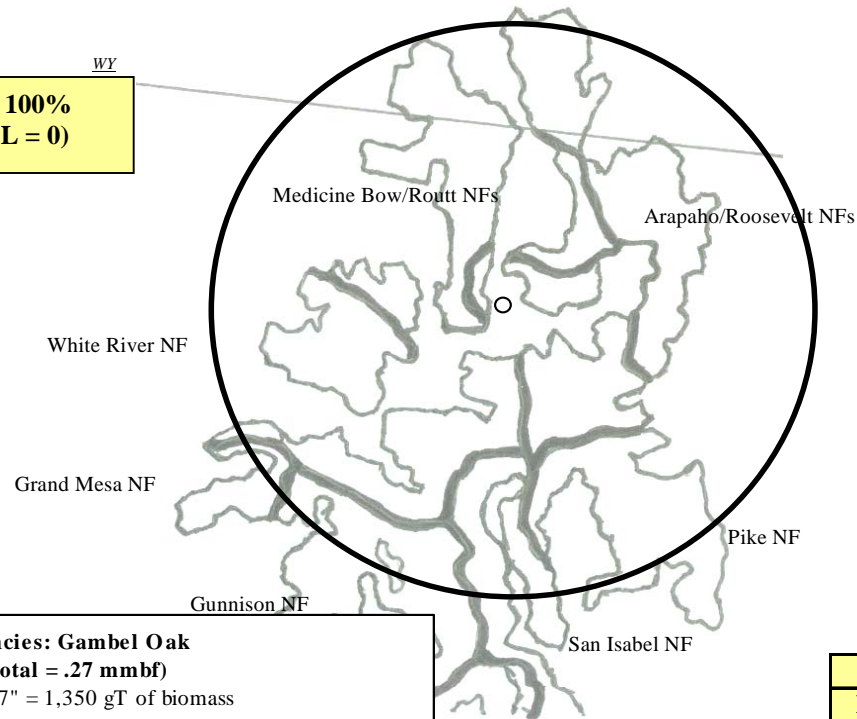 WY
100%
L = 0)
Medicine Bow/Routt NFs
Arapaho/Roosevelt NFs
White River NF
Grand Mesa NF
Pike NF
Gunnison NF
San Isabel NF
cies: Gambel Oak
otal = .27 mmbf)
7" = 1,350 gT of biomass